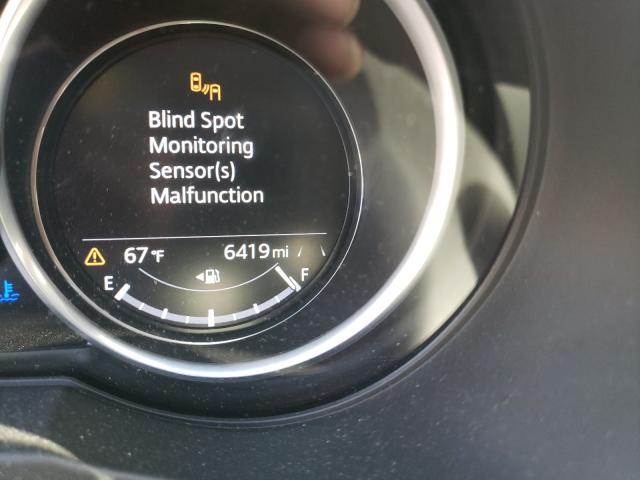 Blind Spot
Monitoring
Sensor(s)
Malfunction
67°F 6419 mi
E F